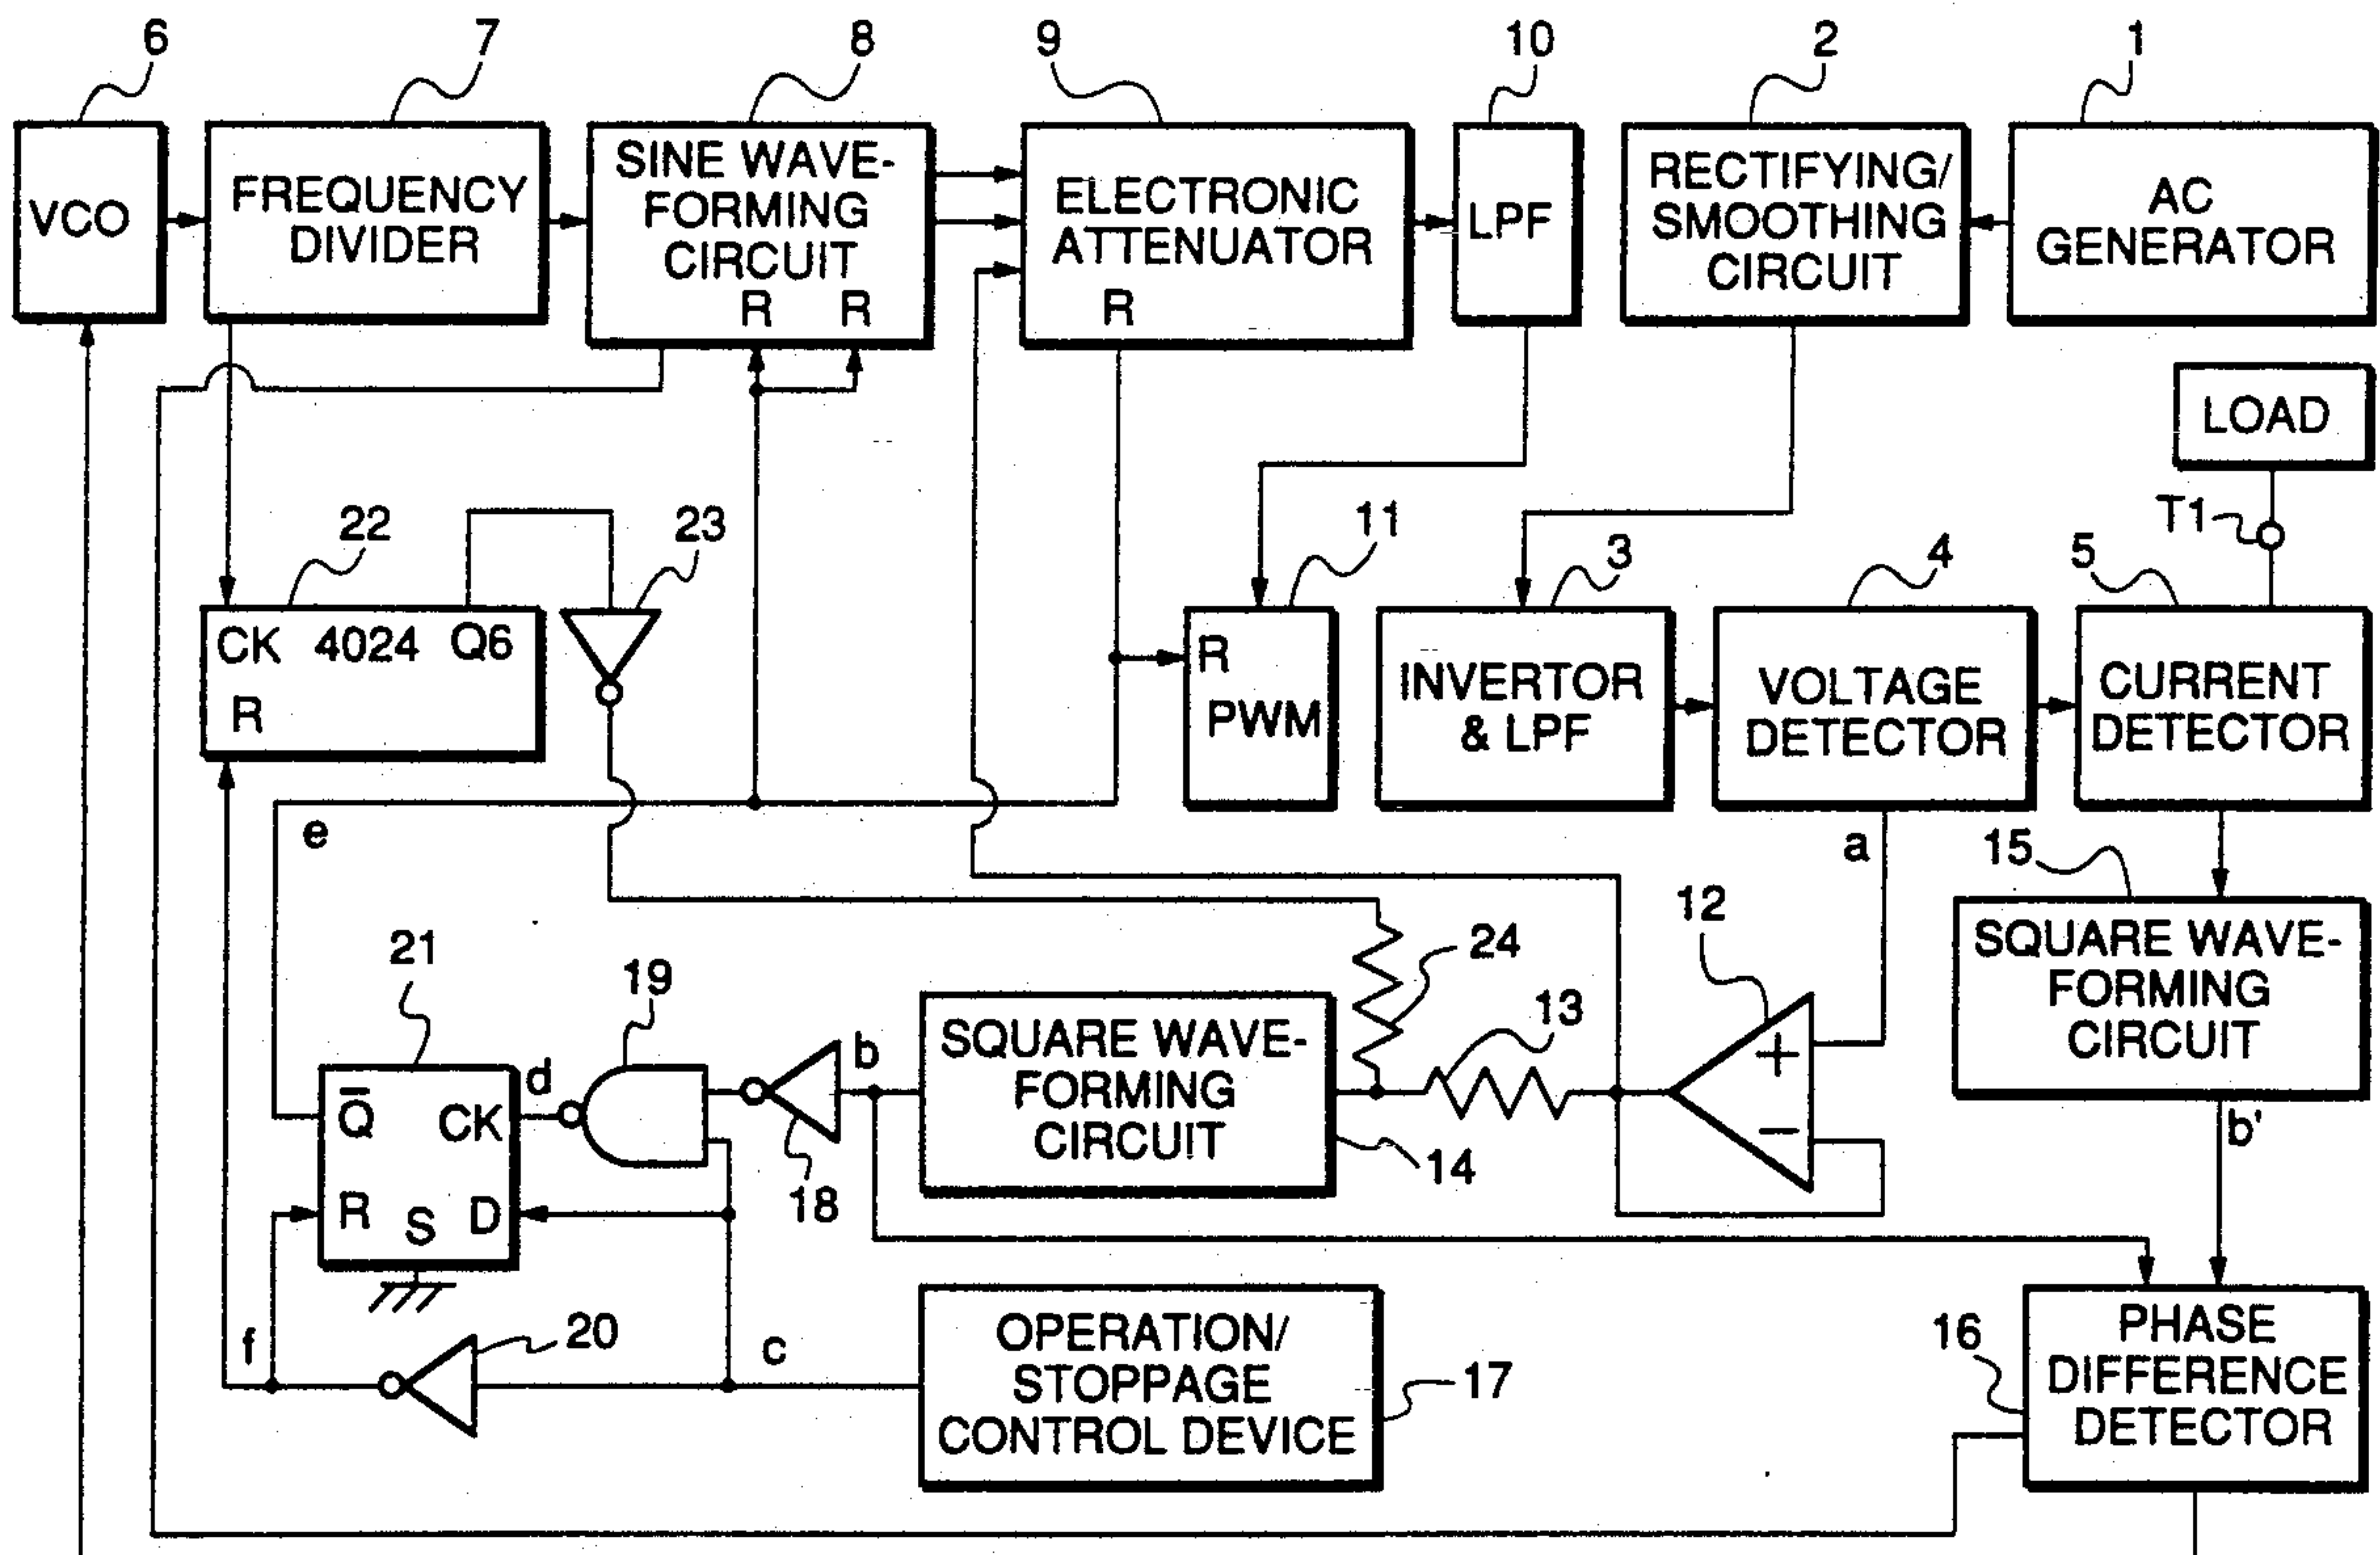 6
7
8
9
10
2
1
VCO
FREQUENCY
DIVIDER
SINE WAVE-
FORMING
CIRCUIT
R R
ELECTRONIC
ATTENUATOR
R
LPF
RECTIFYING/
SMOOTHING
CIRCUIT
AC
GENERATOR
LOAD
T1
22
23
11
3
4
5
CK 4024 Q6
R
R
PWM
INVERTOR
& LPF
VOLTAGE
DETECTOR
CURRENT
DETECTOR
e
a
15
21
19
12
24
13
SQUARE WAVE-
FORMING
CIRCUIT
b'
d
b
SQUARE WAVE-
FORMING
CIRCUIT
14
+
−
Q̅ CK
R S D
18
f
20
c
OPERATION/
STOPPAGE
CONTROL DEVICE
17
16
PHASE
DIFFERENCE
DETECTOR